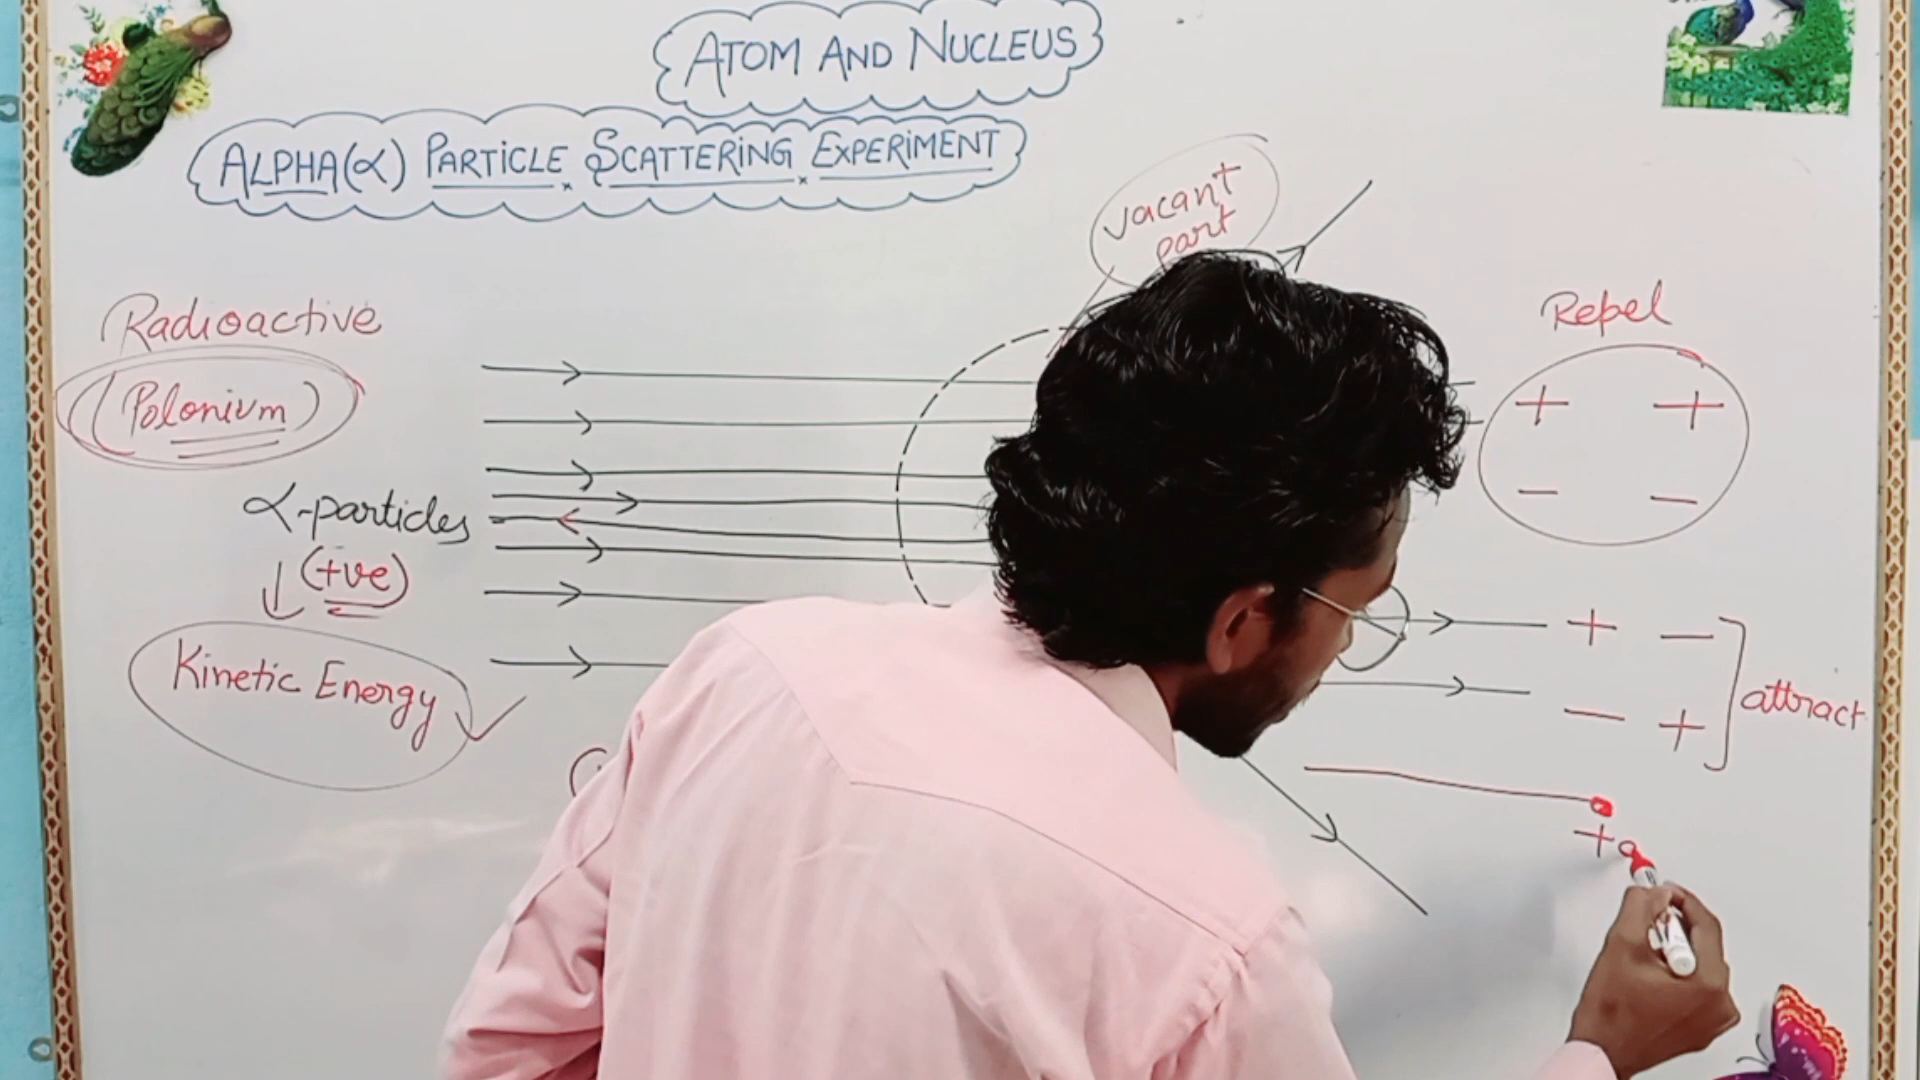 ATOM AND NUCLEUS
ALPHA(α) PARTICLE SCATTERING EXPERIMENT
vacant
part
Radioactive
(Polonium)
α-particles
(+ve)
Kinetic Energy
Repel
+ +
− −
+ −
− +
attract
+